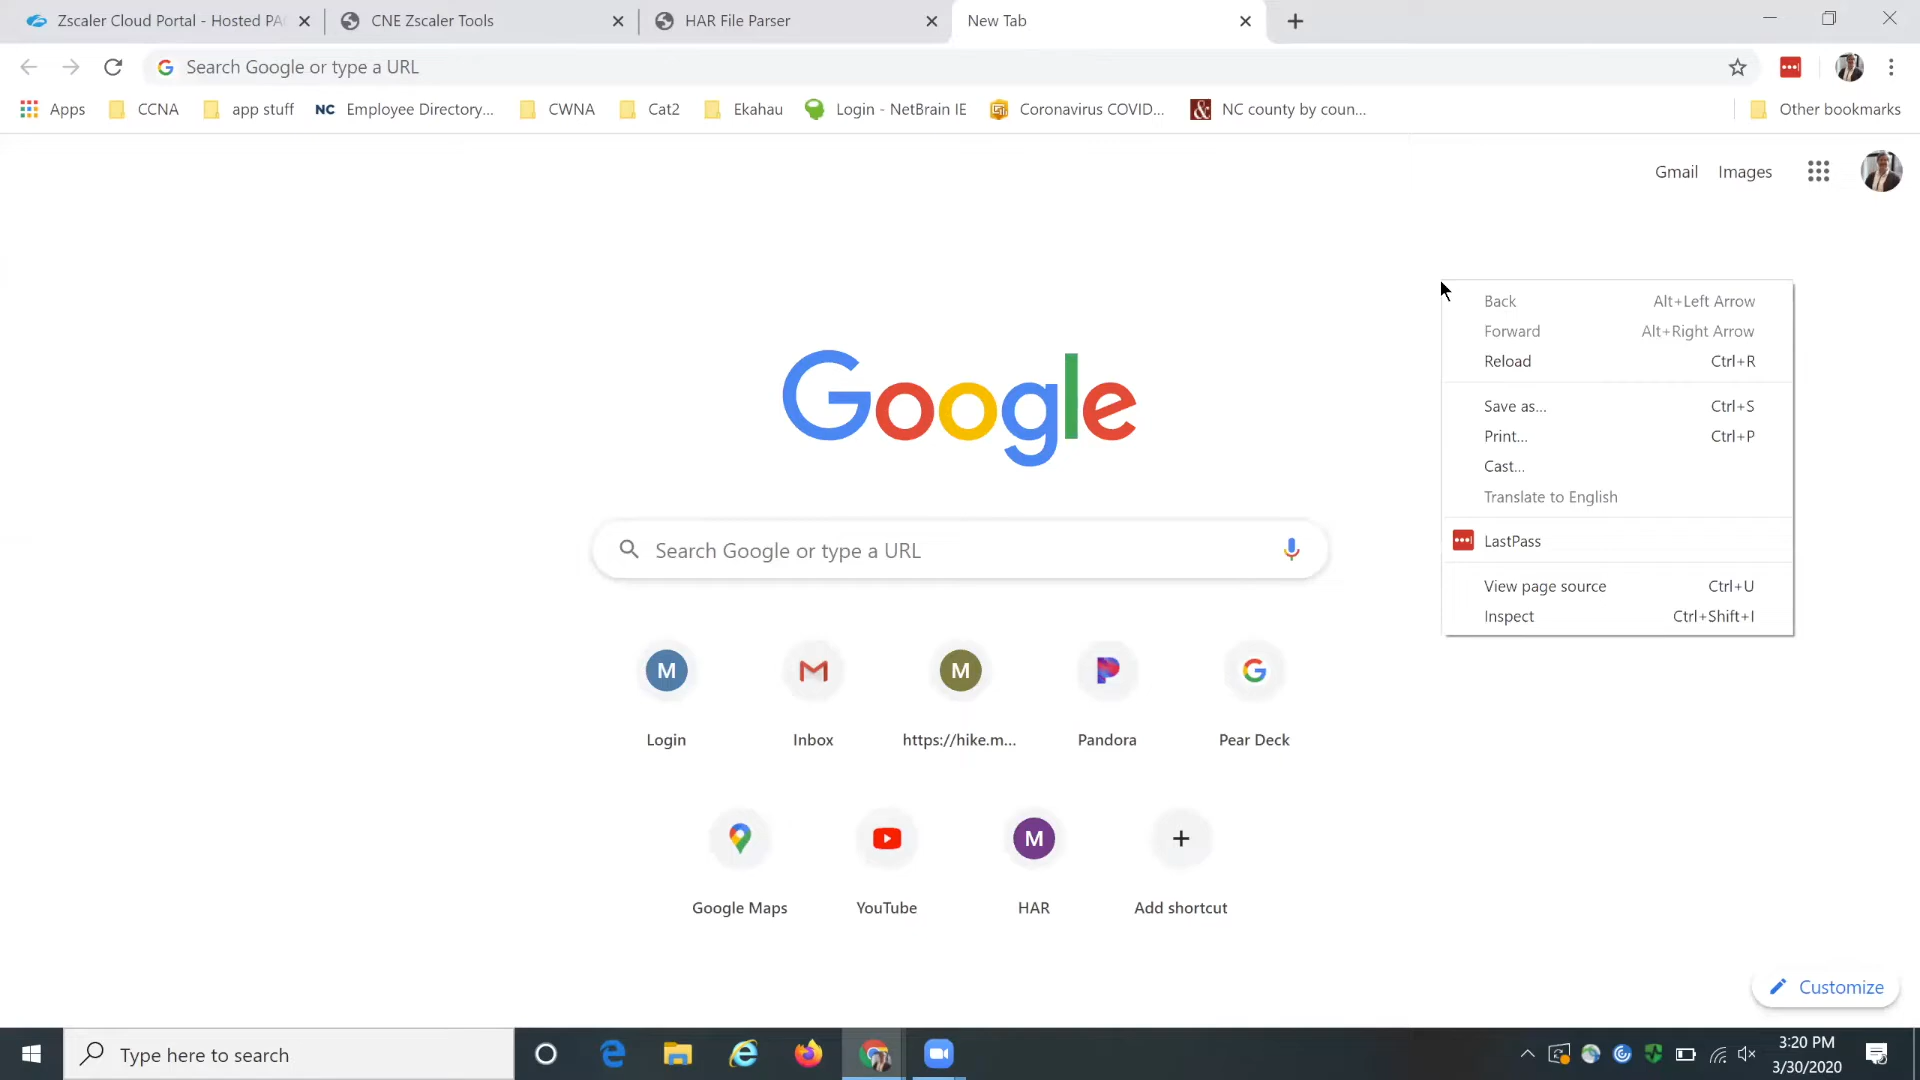 Zscaler Cloud Portal - Hosted PA
CNE Zscaler Tools
HAR File Parser
New Tab
Search Google or type a URL
Apps
CCNA
app stuff
NC Employee Directory...
CWNA
Cat2
Ekahau
Login - NetBrain IE
Coronavirus COVID...
& NC county by coun...
Other bookmarks
Gmail
Images
Back Alt+Left Arrow
Forward Alt+Right Arrow
Reload Ctrl+R
Save as... Ctrl+S
Print... Ctrl+P
Cast...
Translate to English
LastPass
View page source Ctrl+U
Inspect Ctrl+Shift+I
Google
Search Google or type a URL
M
M
Login
Inbox
https://hike.m...
Pandora
Pear Deck
M
Google Maps
YouTube
HAR
Add shortcut
Customize
Type here to search
3:20 PM
3/30/2020